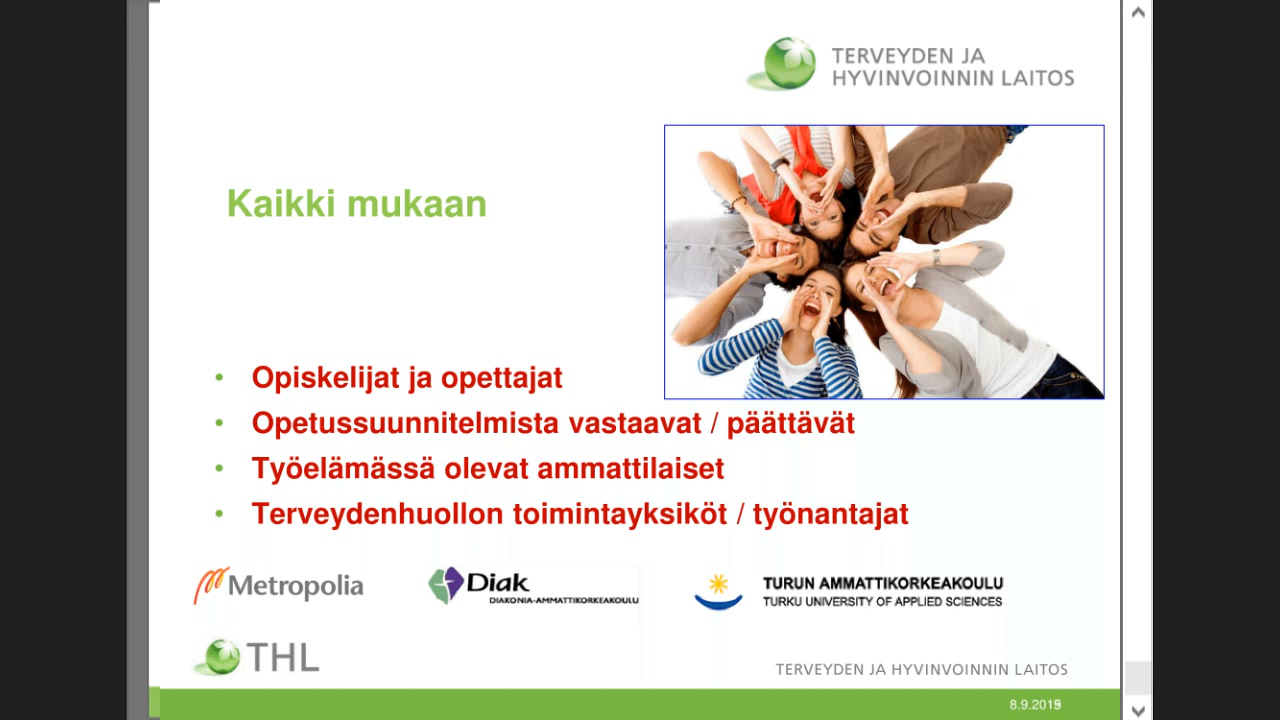 TERVEYDEN JA
HYVINVOINNIN LAITOS
Kaikki mukaan
• Opiskelijat ja opettajat
• Opetussuunnitelmista vastaavat / päättävät
• Työelämässä olevat ammattilaiset
• Terveydenhuollon toimintayksiköt / työnantajat
Metropolia
Diak
DIAKONIA-AMMATTIKORKEAKOULU
TURUN AMMATTIKORKEAKOULU
TURKU UNIVERSITY OF APPLIED SCIENCES
THL
TERVEYDEN JA HYVINVOINNIN LAITOS